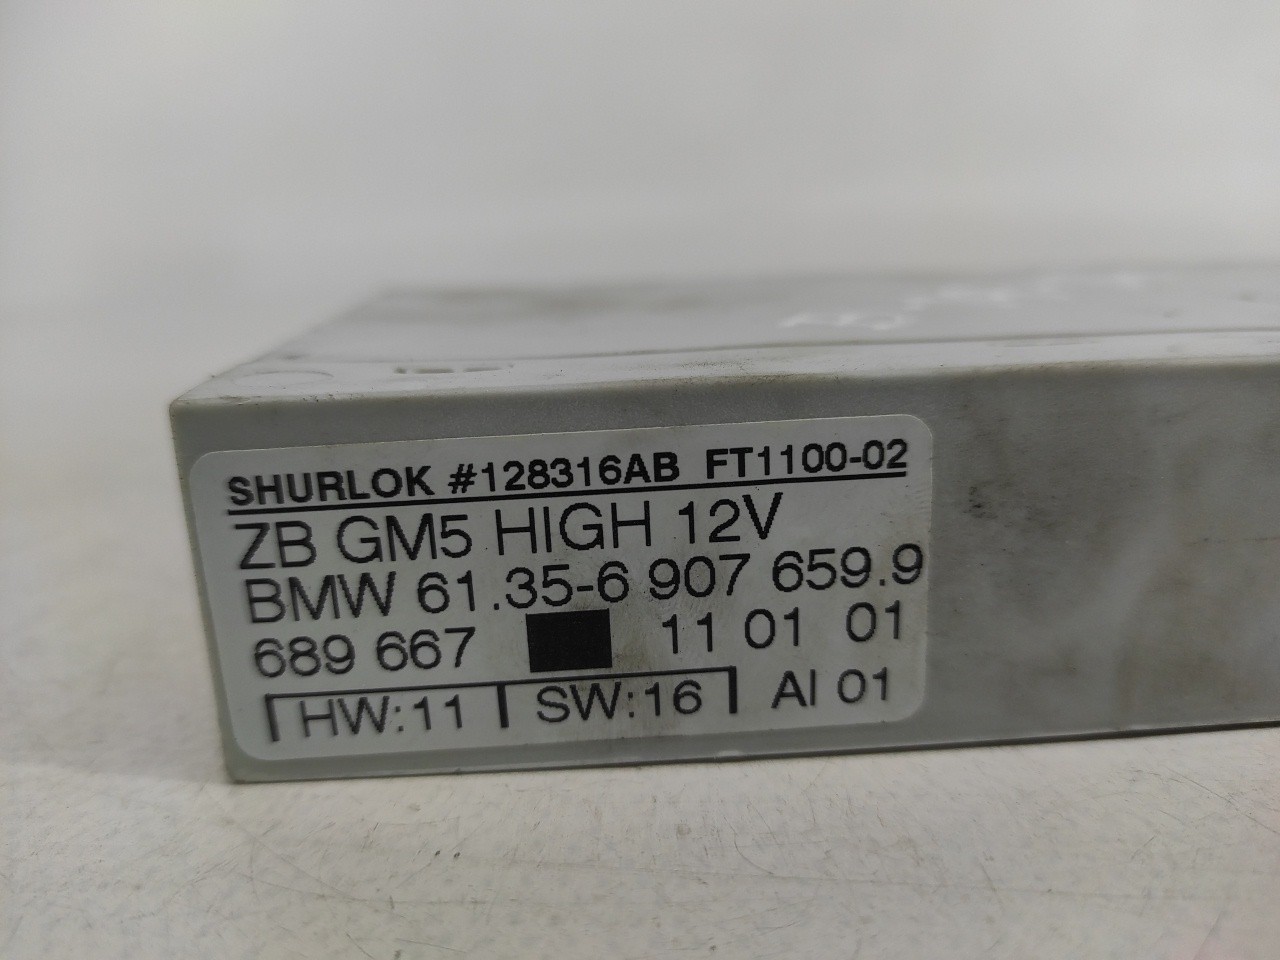 SHURLOK #128316AB FT1100-02
ZB GM5 HIGH 12V
BMW 61.35-6 907 659.9
689 667 11 01 01
HW:11 SW:16 AI 01